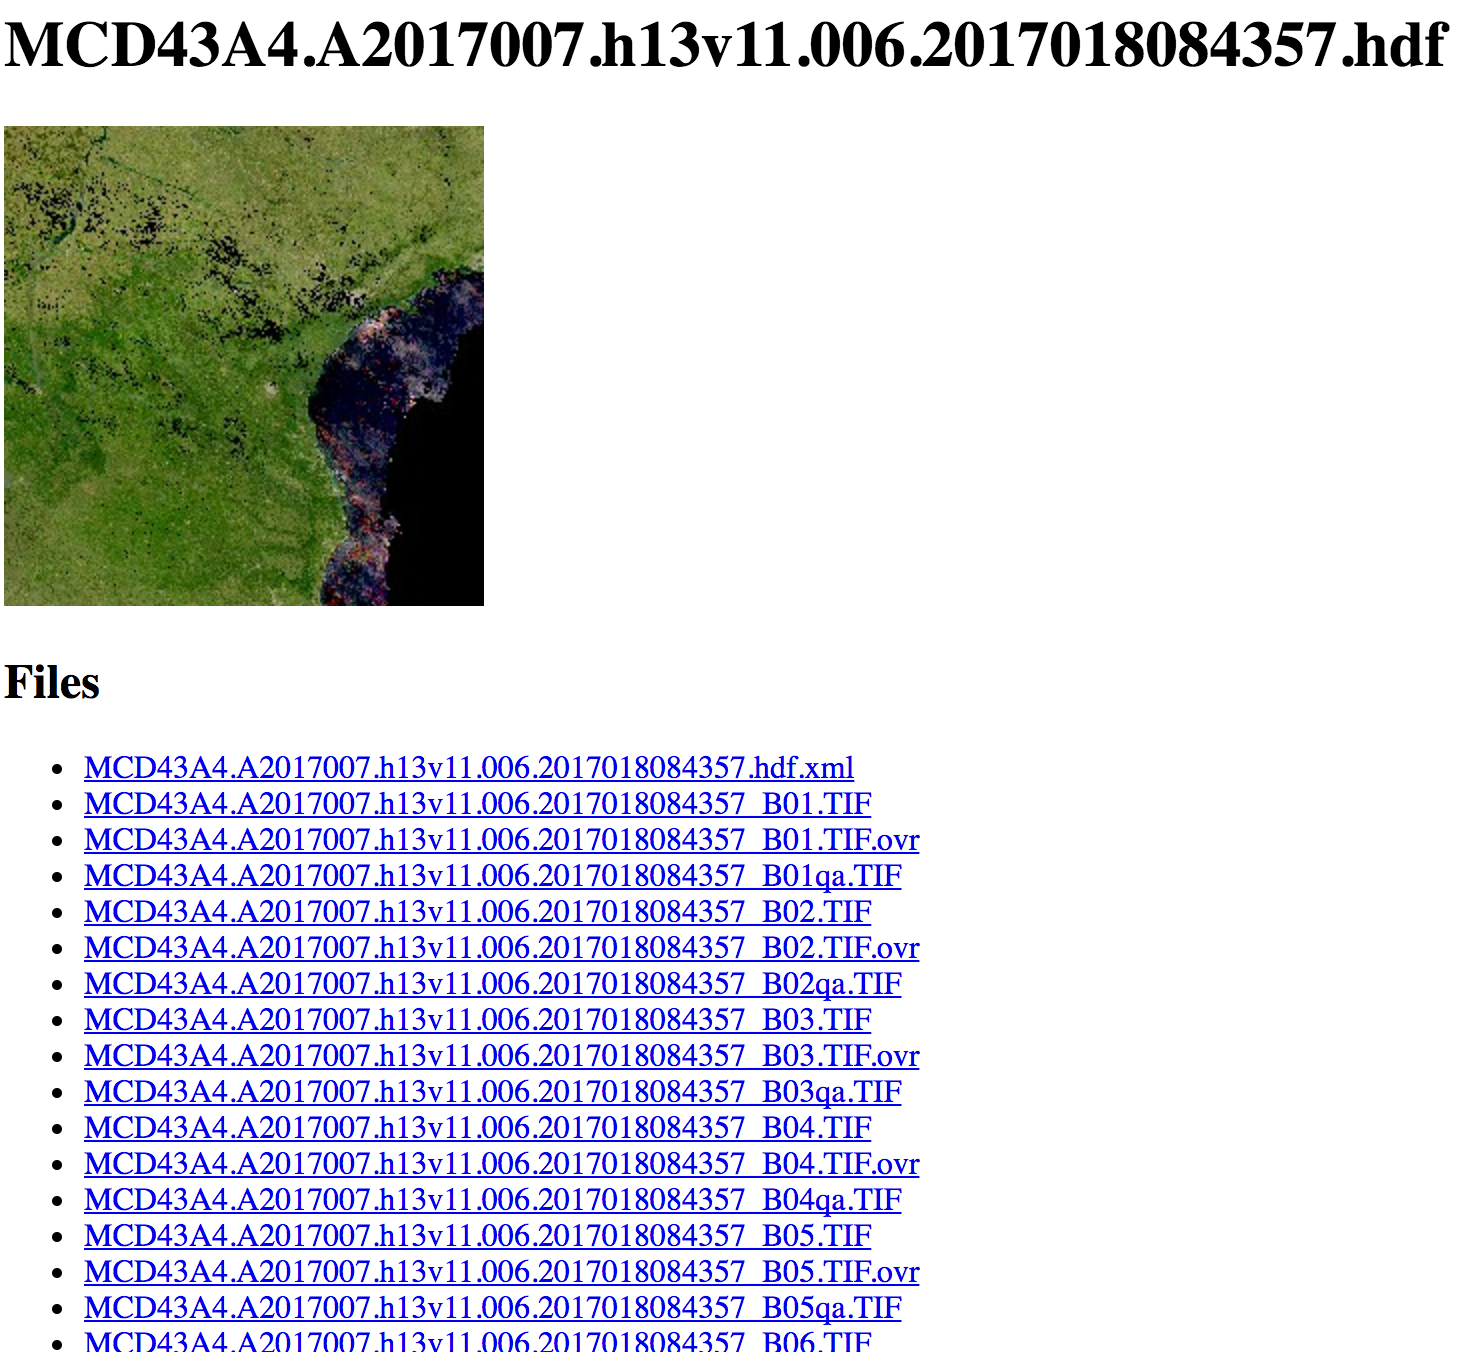 MCD43A4.A2017007.h13v11.006.2017018084357.hdf
Files
MCD43A4.A2017007.h13v11.006.2017018084357.hdf.xml
MCD43A4.A2017007.h13v11.006.2017018084357_B01.TIF
MCD43A4.A2017007.h13v11.006.2017018084357_B01.TIF.ovr
MCD43A4.A2017007.h13v11.006.2017018084357_B01qa.TIF
MCD43A4.A2017007.h13v11.006.2017018084357_B02.TIF
MCD43A4.A2017007.h13v11.006.2017018084357_B02.TIF.ovr
MCD43A4.A2017007.h13v11.006.2017018084357_B02qa.TIF
MCD43A4.A2017007.h13v11.006.2017018084357_B03.TIF
MCD43A4.A2017007.h13v11.006.2017018084357_B03.TIF.ovr
MCD43A4.A2017007.h13v11.006.2017018084357_B03qa.TIF
MCD43A4.A2017007.h13v11.006.2017018084357_B04.TIF
MCD43A4.A2017007.h13v11.006.2017018084357_B04.TIF.ovr
MCD43A4.A2017007.h13v11.006.2017018084357_B04qa.TIF
MCD43A4.A2017007.h13v11.006.2017018084357_B05.TIF
MCD43A4.A2017007.h13v11.006.2017018084357_B05.TIF.ovr
MCD43A4.A2017007.h13v11.006.2017018084357_B05qa.TIF
MCD43A4.A2017007.h13v11.006.2017018084357_B06.TIF